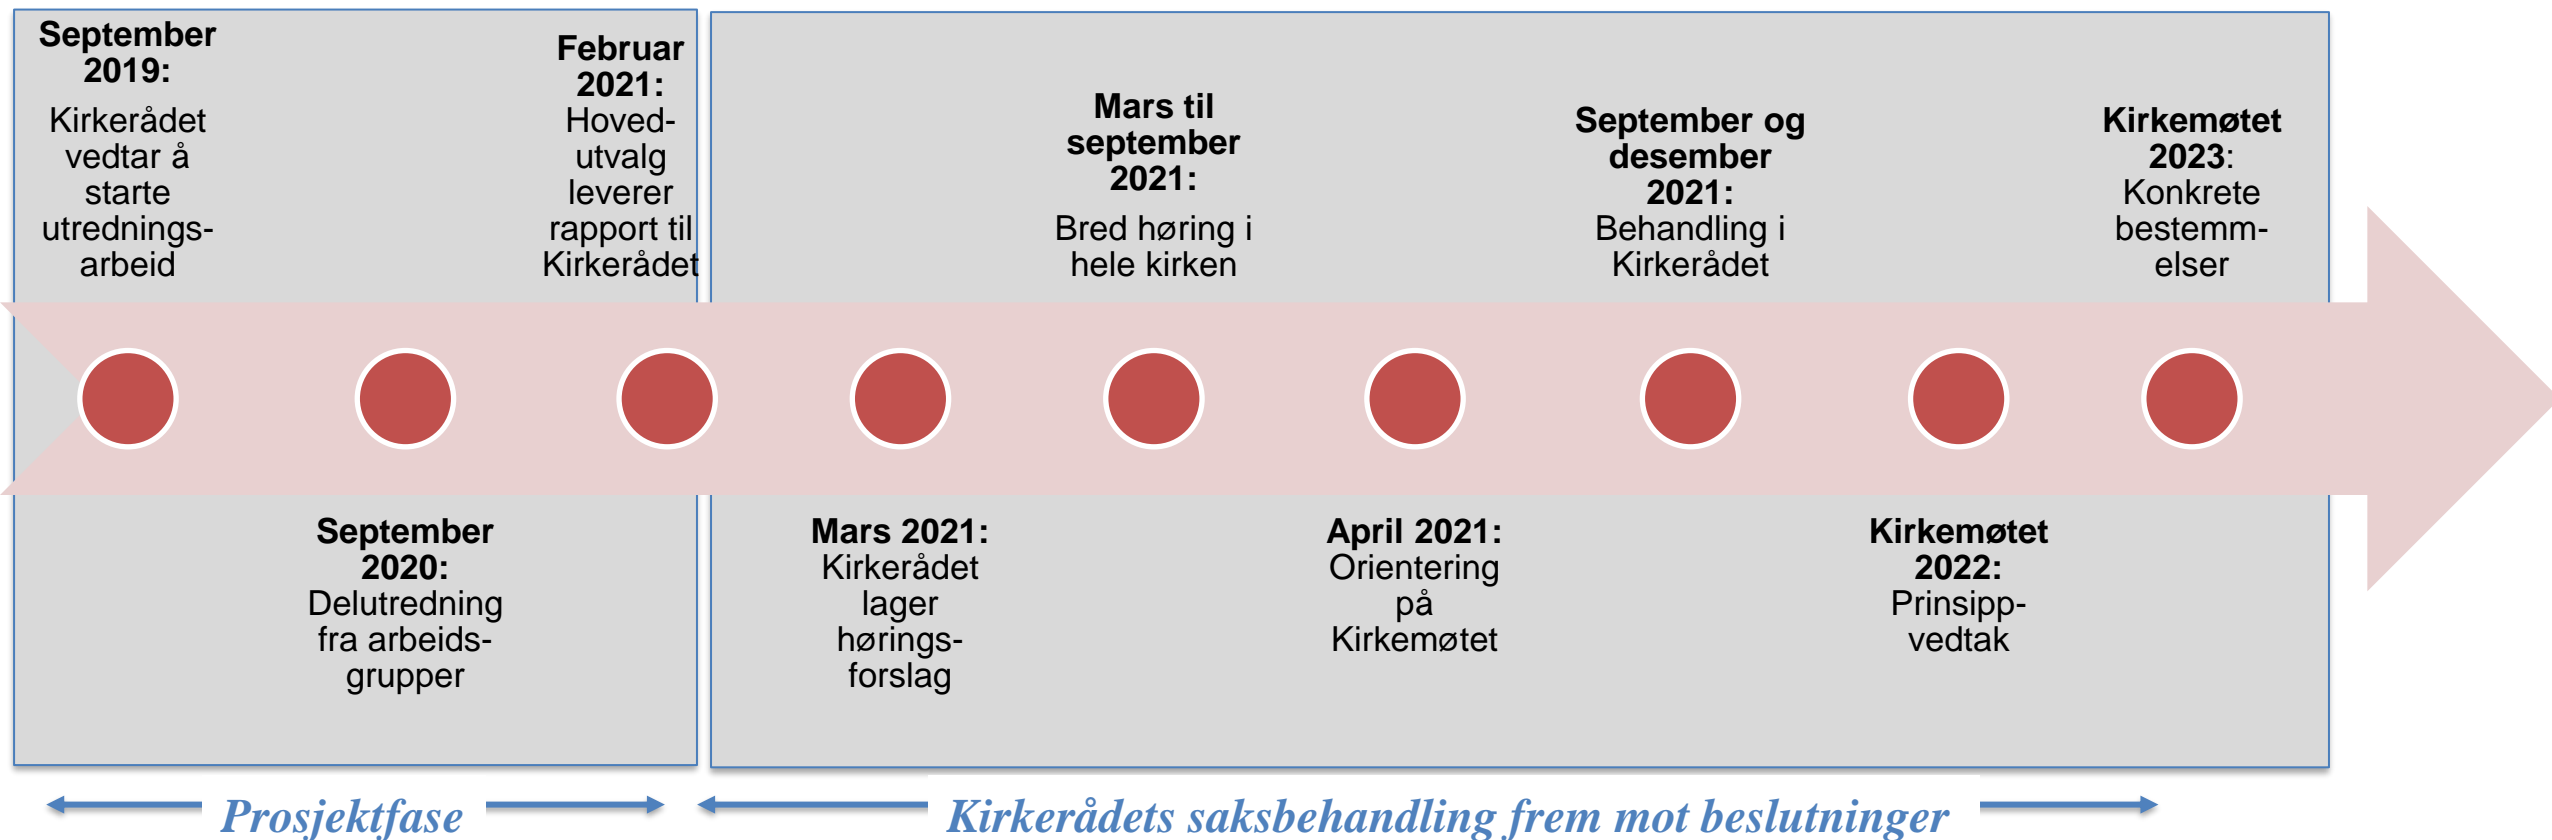 September
2019:
Kirkerådet
vedtar å
starte
utrednings-
arbeid
Februar
2021:
Hoved-
utvalg
leverer
rapport til
Kirkerådet
Mars til
september
2021:
Bred høring i
hele kirken
September og
desember
2021:
Behandling i
Kirkerådet
Kirkemøtet
2023:
Konkrete
bestemm-
elser
September
2020:
Delutredning
fra arbeids-
grupper
Mars 2021:
Kirkerådet
lager
hørings-
forslag
April 2021:
Orientering
på
Kirkemøtet
Kirkemøtet
2022:
Prinsipp-
vedtak
Prosjektfase
Kirkerådets saksbehandling frem mot beslutninger